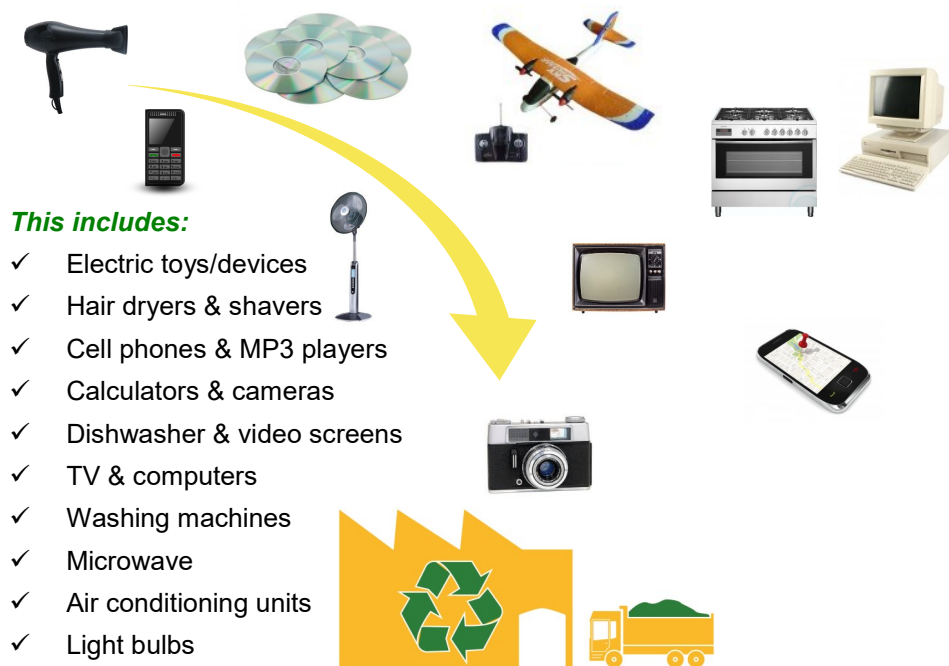 This includes:
✓ Electric toys/devices
✓ Hair dryers & shavers
✓ Cell phones & MP3 players
✓ Calculators & cameras
✓ Dishwasher & video screens
✓ TV & computers
✓ Washing machines
✓ Microwave
✓ Air conditioning units
✓ Light bulbs